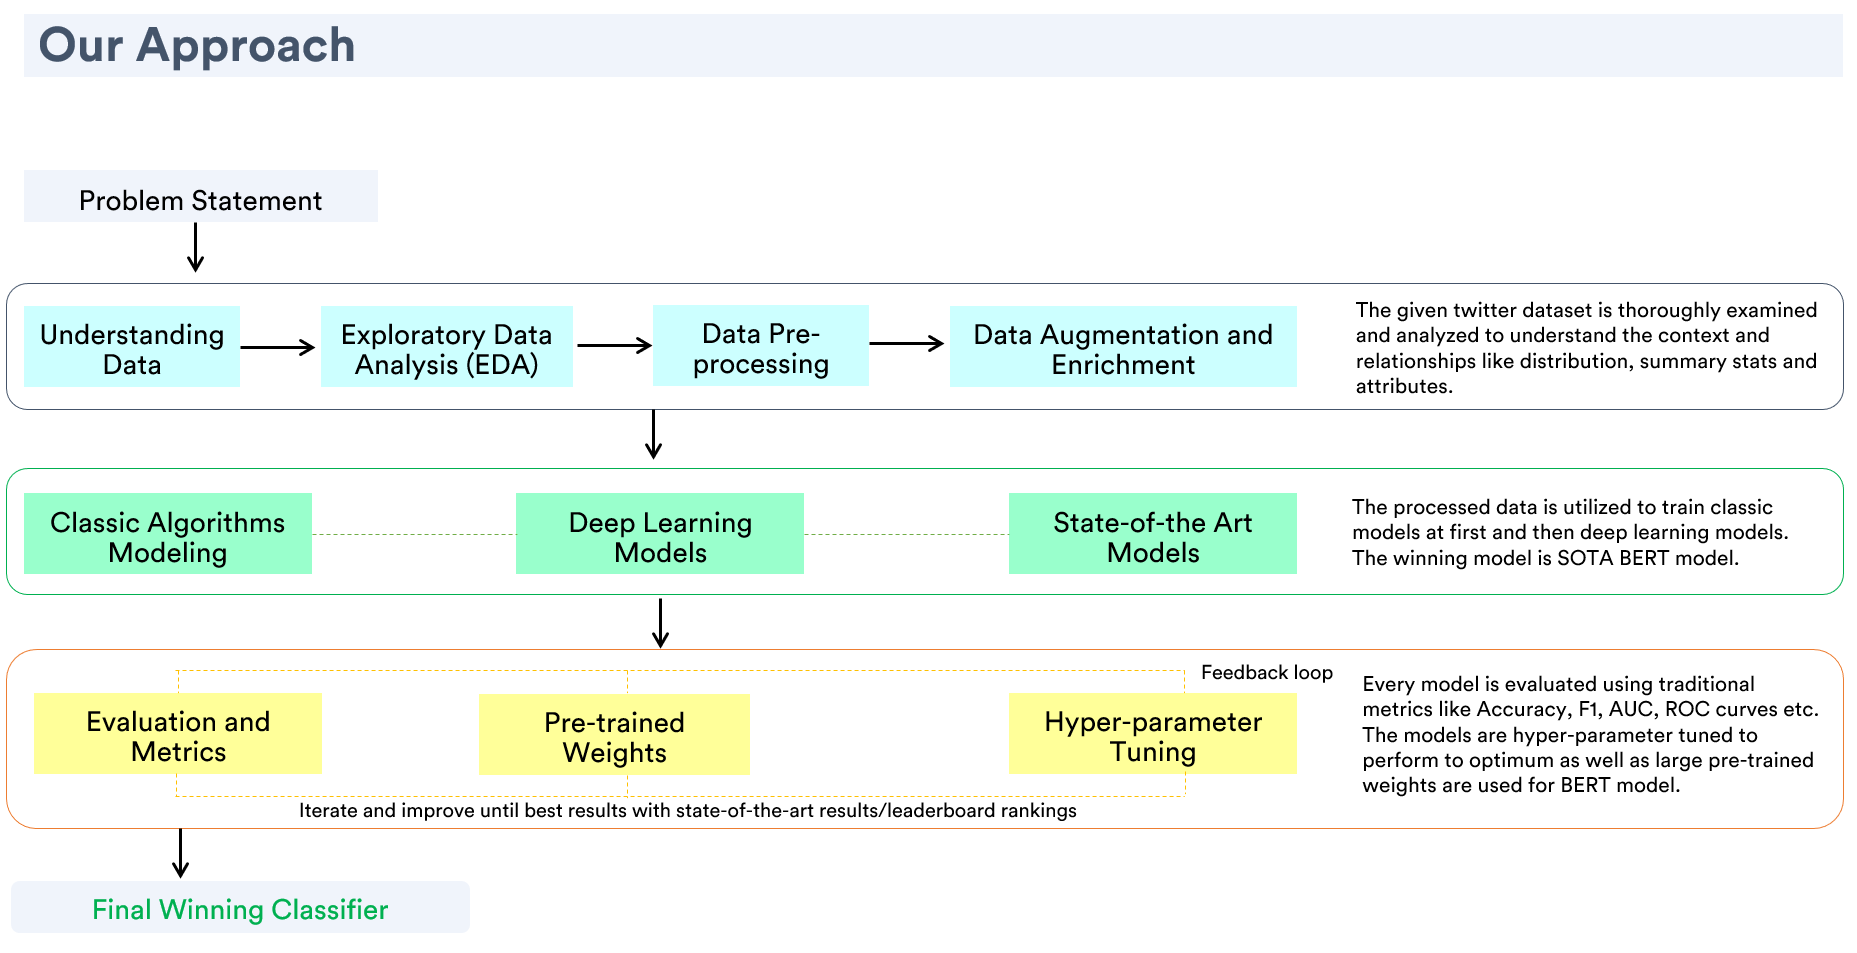 Our Approach
Problem Statement
Understanding
Data
Exploratory Data
Analysis (EDA)
Data Pre-
processing
Data Augmentation and
Enrichment
The given twitter dataset is thoroughly examined
and analyzed to understand the context and
relationships like distribution, summary stats and
attributes.
Classic Algorithms
Modeling
Deep Learning
Models
State-of-the Art
Models
The processed data is utilized to train classic
models at first and then deep learning models.
The winning model is SOTA BERT model.
Feedback loop
Evaluation and
Metrics
Pre-trained
Weights
Hyper-parameter
Tuning
Iterate and improve until best results with state-of-the-art results/leaderboard rankings
Every model is evaluated using traditional
metrics like Accuracy, F1, AUC, ROC curves etc.
The models are hyper-parameter tuned to
perform to optimum as well as large pre-trained
weights are used for BERT model.
Final Winning Classifier